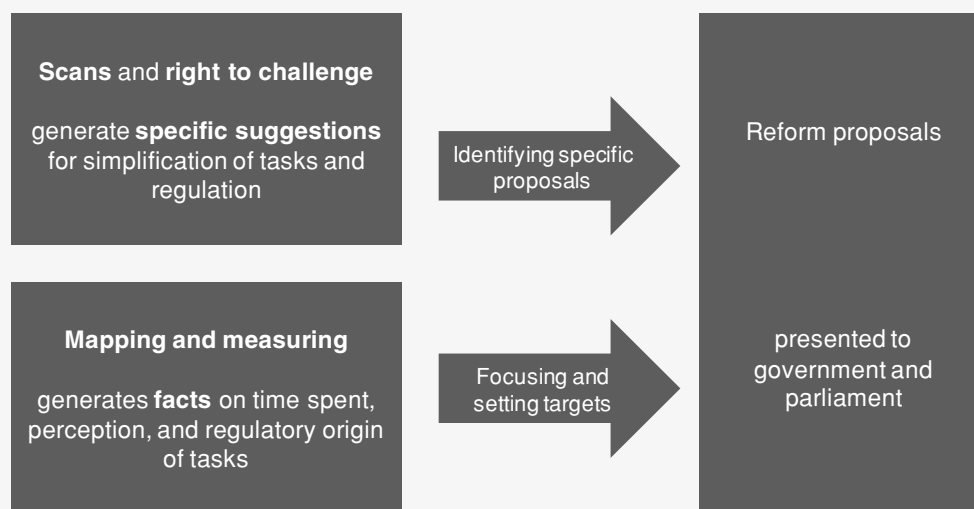 Scans and right to challenge
generate specific suggestions
for simplification of tasks and
regulation
Identifying specific
proposals
Reform proposals
Mapping and measuring
generates facts on time spent,
perception, and regulatory origin
of tasks
Focusing and
setting targets
presented to
government and
parliament